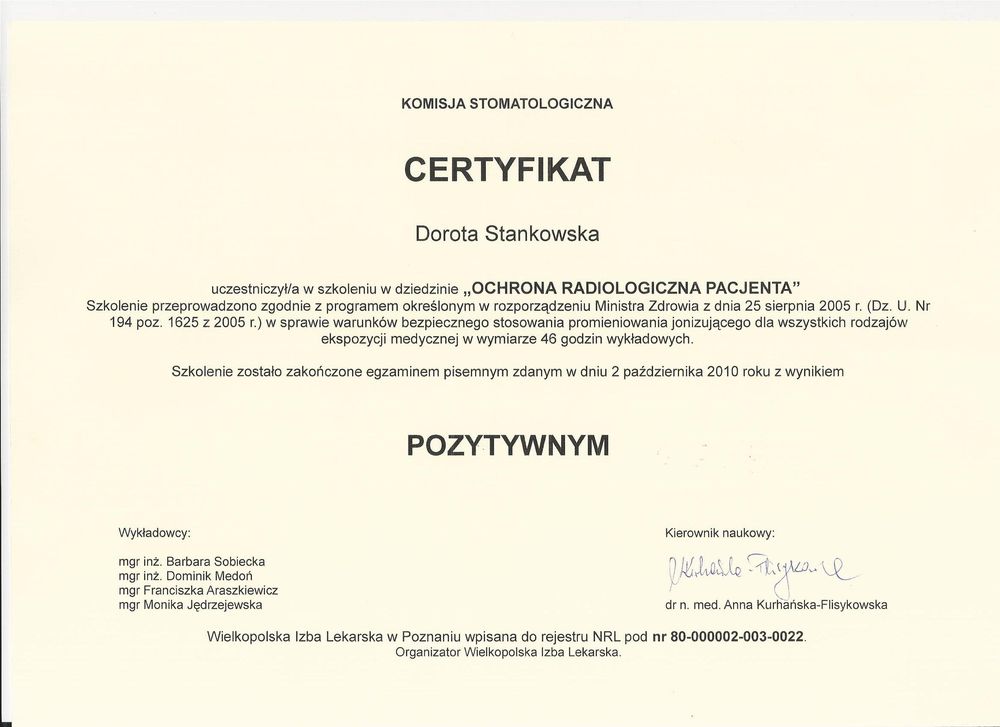 KOMISJA STOMATOLOGICZNA
CERTYFIKAT
Dorota Stankowska
uczestniczył/a w szkoleniu w dziedzinie „OCHRONA RADIOLOGICZNA PACJENTA”
Szkolenie przeprowadzono zgodnie z programem określonym w rozporządzeniu Ministra Zdrowia z dnia 25 sierpnia 2005 r. (Dz. U. Nr
194 poz. 1625 z 2005 r.) w sprawie warunków bezpiecznego stosowania promieniowania jonizującego dla wszystkich rodzajów
ekspozycji medycznej w wymiarze 46 godzin wykładowych.
Szkolenie zostało zakończone egzaminem pisemnym zdanym w dniu 2 października 2010 roku z wynikiem
POZYTYWNYM
Wykładowcy:
mgr inż. Barbara Sobiecka
mgr inż. Dominik Medoń
mgr Franciszka Araszkiewicz
mgr Monika Jędrzejewska
Kierownik naukowy:
dr n. med. Anna Kurhańska-Flisykowska
Wielkopolska Izba Lekarska w Poznaniu wpisana do rejestru NRL pod nr 80-000002-003-0022.
Organizator Wielkopolska Izba Lekarska.